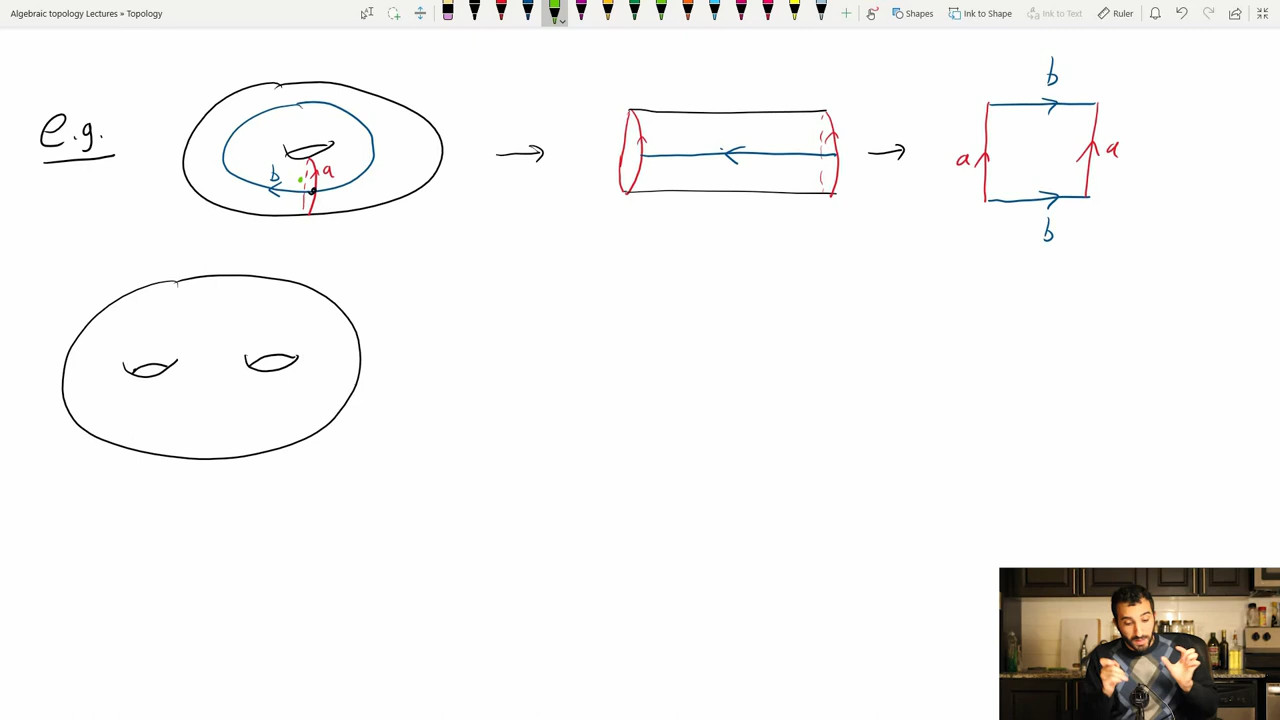 Algebraic topology Lectures » Topology
Shapes
Ink to Shape
Ink to Text
Ruler
e.g.
b
a
b
a
a
b